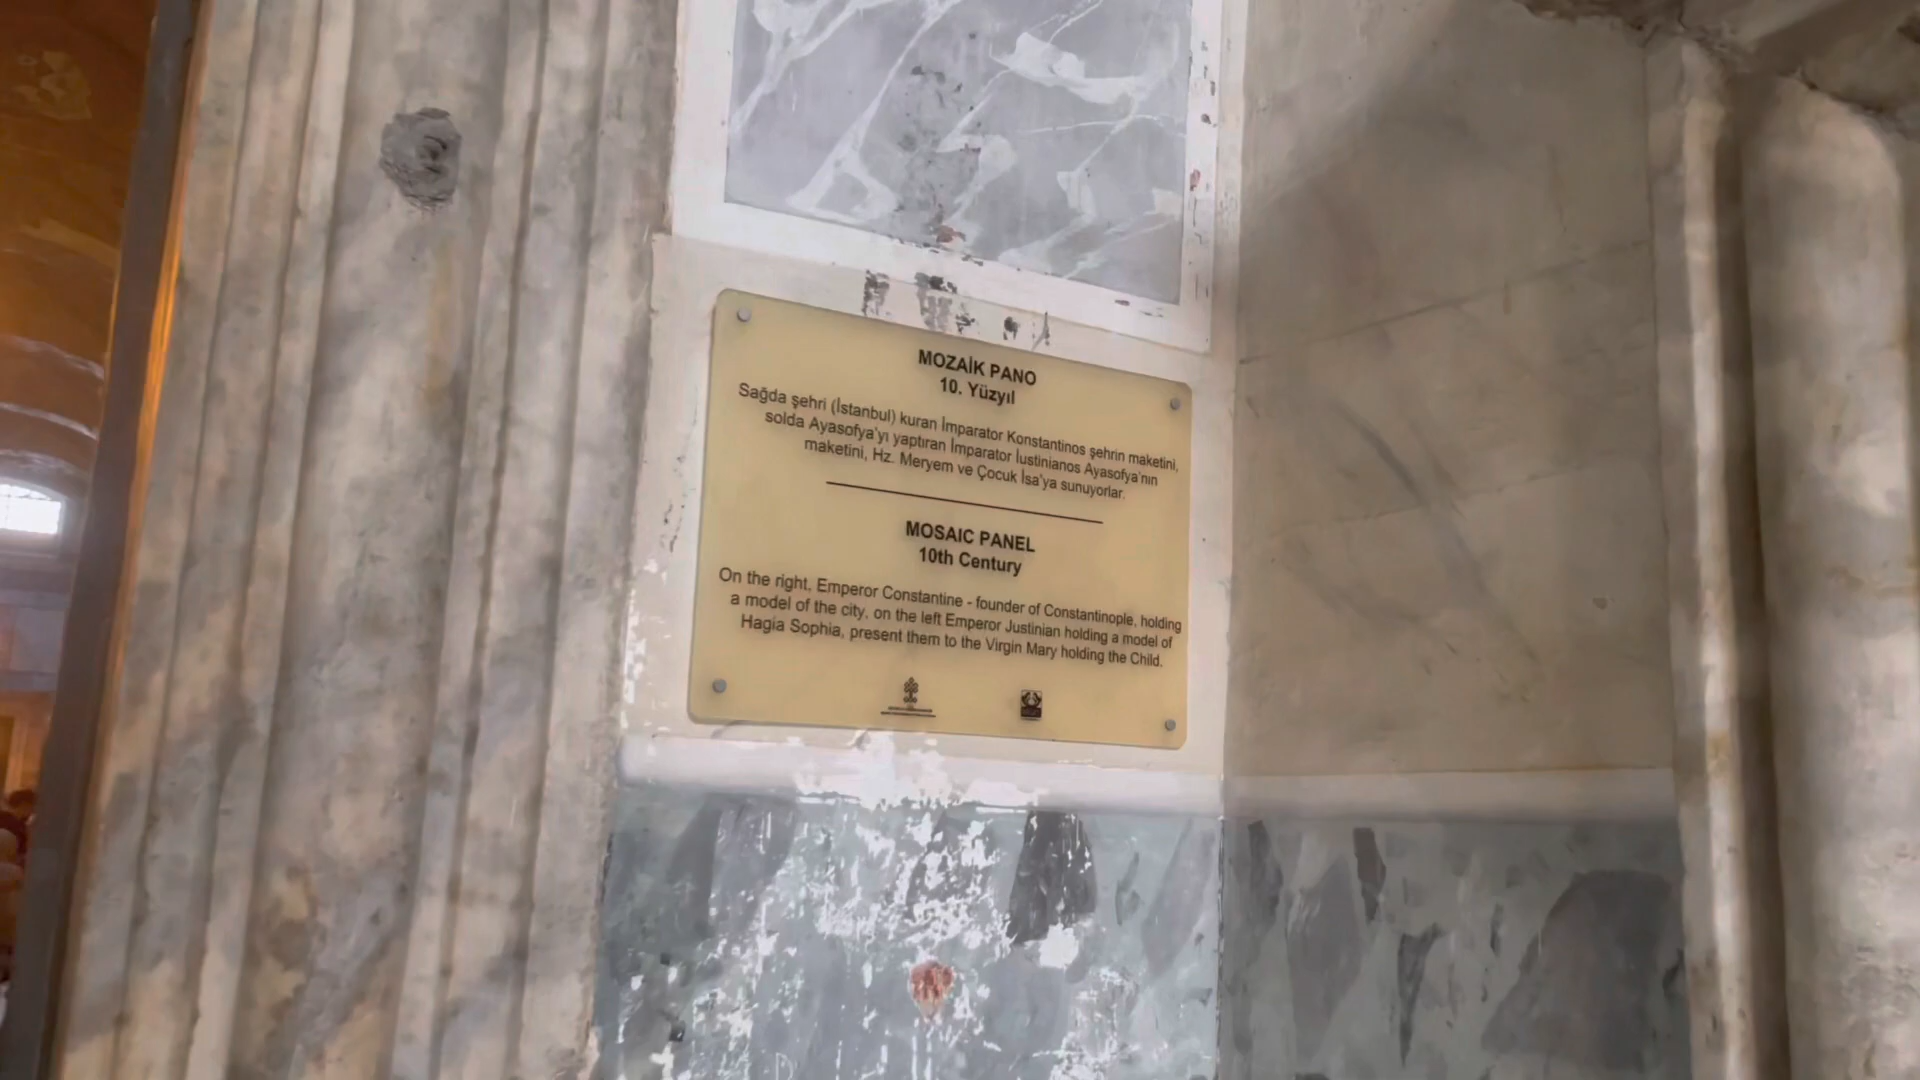 MOZAİK PANO
10. Yüzyıl
Sağda şehri (İstanbul) kuran İmparator Konstantinos şehrin maketini,
solda Ayasofya'yı yaptıran İmparator İustinianos Ayasofya'nın
maketini, Hz. Meryem ve Çocuk İsa'ya sunuyorlar.
MOSAIC PANEL
10th Century
On the right, Emperor Constantine - founder of Constantinople, holding
a model of the city, on the left Emperor Justinian holding a model of
Hagia Sophia, present them to the Virgin Mary holding the Child.